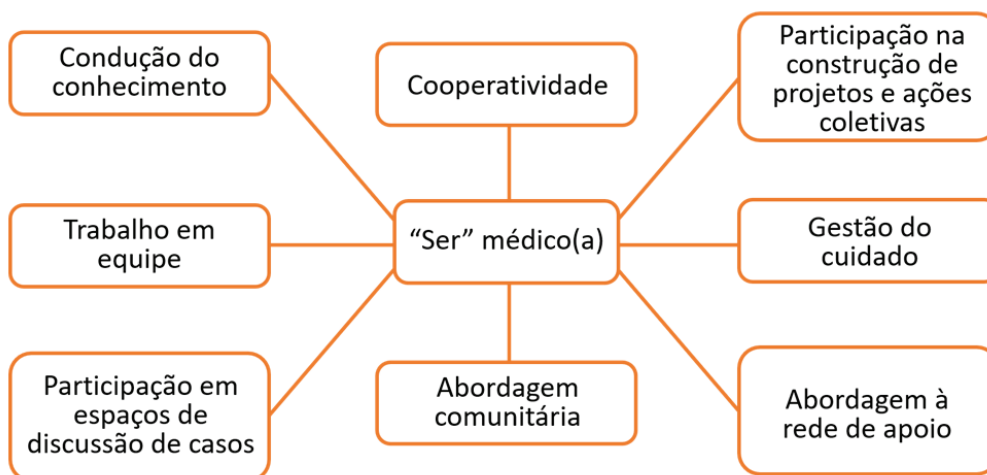 Condução do
conhecimento
Cooperatividade
Participação na
construção de
projetos e ações
coletivas
Trabalho em
equipe
“Ser” médico(a)
Gestão do
cuidado
Participação em
espaços de
discussão de casos
Abordagem
comunitária
Abordagem à
rede de apoio